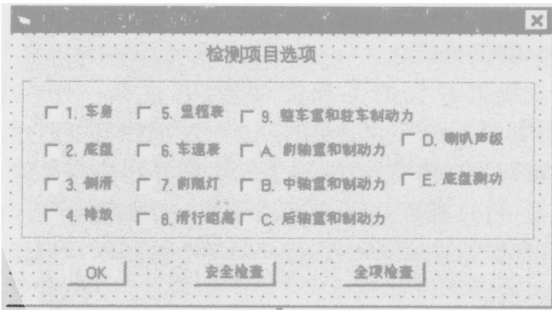 检测项目选项
1. 车身
5. 里程表
9. 整车重和驻车制动力
2. 底盘
6. 车速表
A. 前轴重和制动力
D. 喇叭声级
3. 侧滑
7. 前照灯
B. 中轴重和制动力
E. 底盘测功
4. 排放
8. 滑行距离
C. 后轴重和制动力
OK
安全检查
全项检查